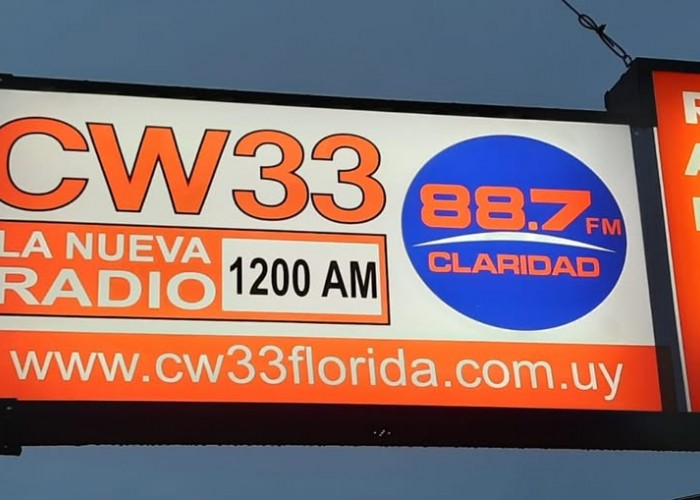 CW33
LA NUEVA
RADIO
1200 AM
88.7 FM
CLARIDAD
www.cw33florida.com.uy